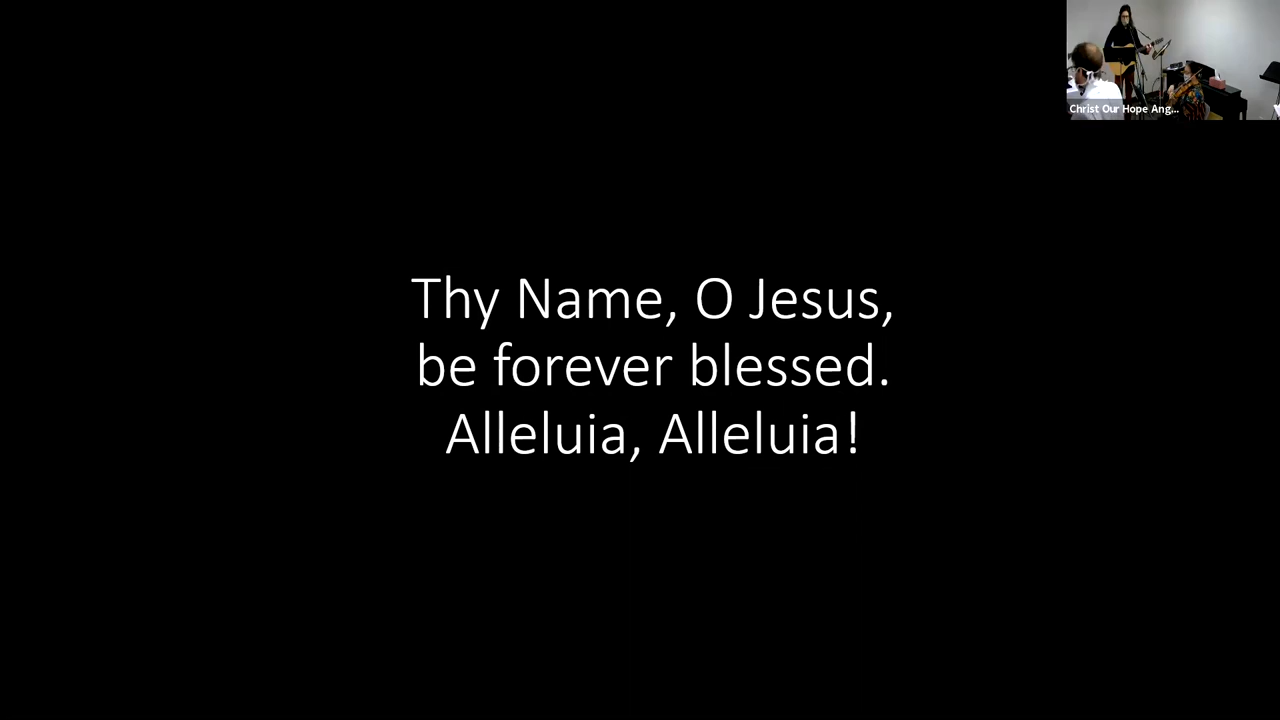 Christ Our Hope Ang...
Thy Name, O Jesus,
be forever blessed.
Alleluia, Alleluia!